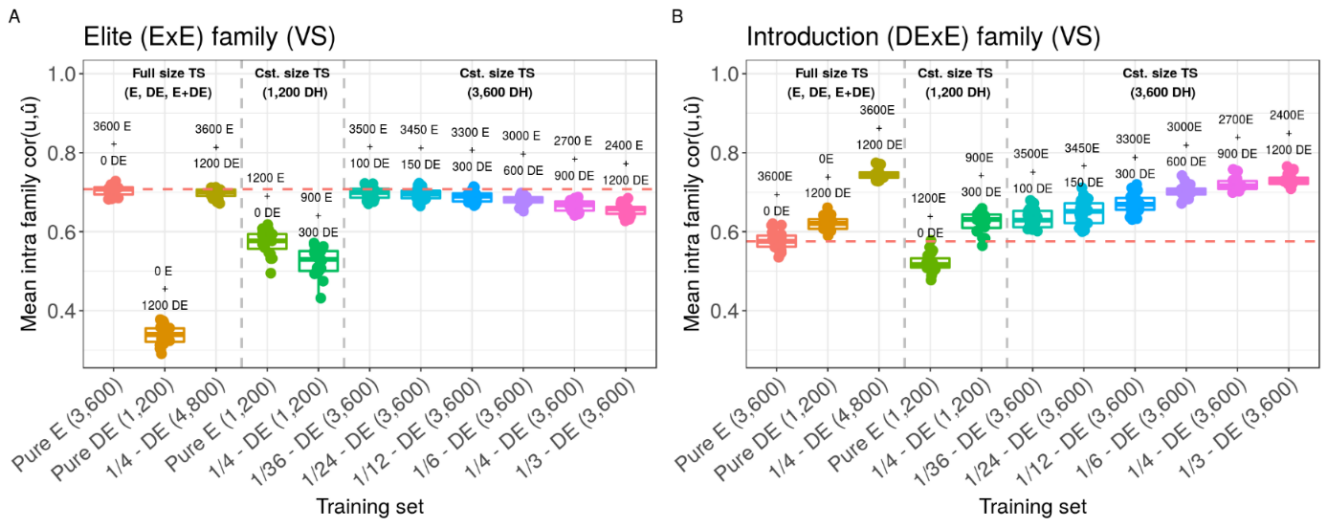 A
Elite (ExE) family (VS)
Mean intra family cor(u,û)
1.0
0.8
0.6
0.4
Full size TS
(E, DE, E+DE)
Cst. size TS
(1,200 DH)
Cst. size TS
(3,600 DH)
3600 E
+
0 DE
0 E
+
1200 DE
3600 E
+
1200 DE
1200 E
+
0 DE
900 E
+
300 DE
3500 E
+
100 DE
3450 E
+
150 DE
3300 E
+
300 DE
3000 E
+
600 DE
2700 E
+
900 DE
2400 E
+
1200 DE
Pure E (3,600)
Pure DE (1,200)
1/4 - DE (4,800)
Pure E (1,200)
1/4 - DE (1,200)
1/36 - DE (3,600)
1/24 - DE (3,600)
1/12 - DE (3,600)
1/6 - DE (3,600)
1/4 - DE (3,600)
1/3 - DE (3,600)
Training set
B
Introduction (DExE) family (VS)
Mean intra family cor(u,û)
1.0
0.8
0.6
0.4
Full size TS
(E, DE, E+DE)
Cst. size TS
(1,200 DH)
Cst. size TS
(3,600 DH)
3600E
+
0 DE
0E
+
1200 DE
3600E
+
1200 DE
1200E
+
0 DE
900E
+
300 DE
3500E
+
100 DE
3450E
+
150 DE
3300E
+
300 DE
3000E
+
600 DE
2700E
+
900 DE
2400E
+
1200 DE
Pure E (3,600)
Pure DE (1,200)
1/4 - DE (4,800)
Pure E (1,200)
1/4 - DE (1,200)
1/36 - DE (3,600)
1/24 - DE (3,600)
1/12 - DE (3,600)
1/6 - DE (3,600)
1/4 - DE (3,600)
1/3 - DE (3,600)
Training set